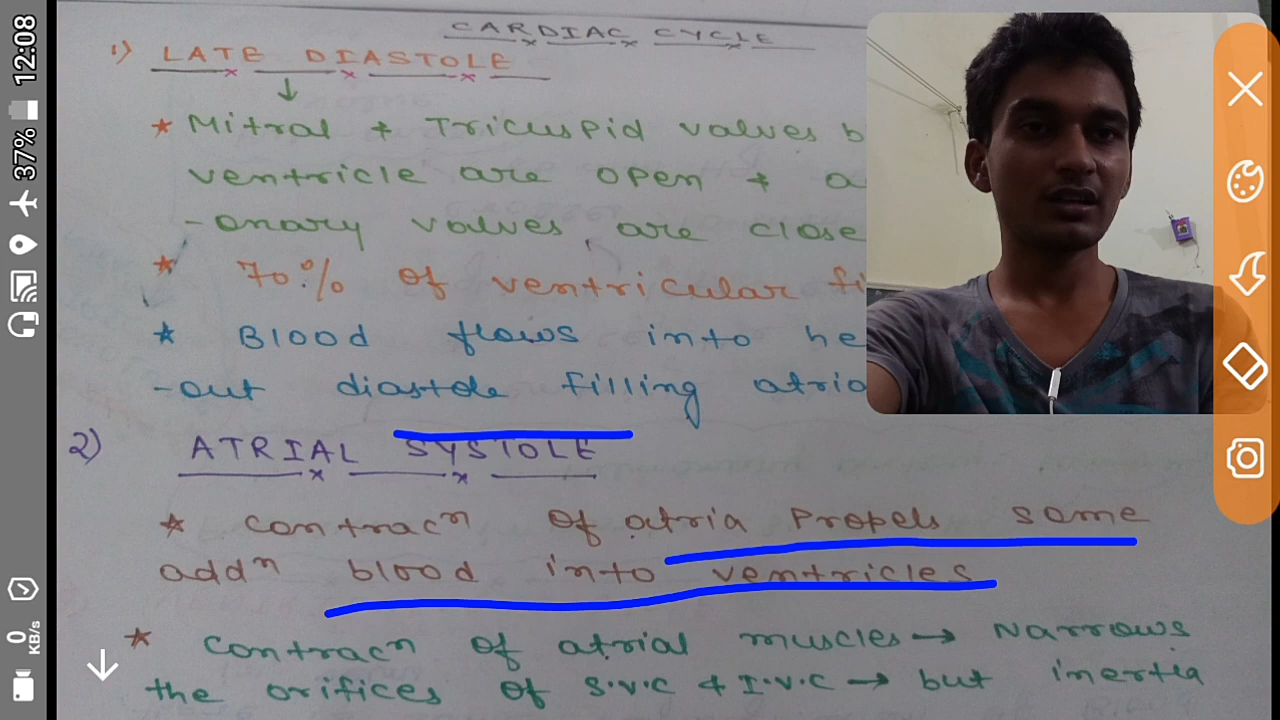 12:08
37%
0
KB/s
CARDIAC CYCLE
1) LATE DIASTOLE
↓
* Mitral + Tricuspid valves b
ventricle are open + a
-onary valves are close
* 70% of ventricular fi
* Blood flows into he
-out diastole filling atria
2) ATRIAL SYSTOLE
* contracⁿ of atria Propels some
addⁿ blood into ventricles
* contracⁿ of atrial muscles → Narrows
the orifices of S.V.C + I.V.C → but inertia